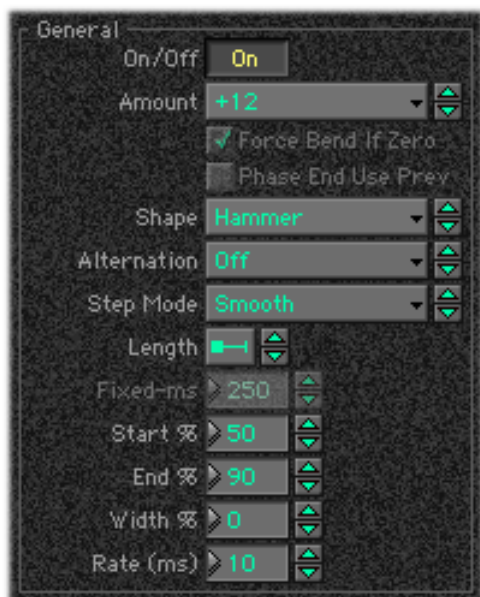 General
On/Off On
Amount +12
Force Bend If Zero
Phase End Use Prev
Shape Hammer
Alternation Off
Step Mode Smooth
Length
Fixed-ms 250
Start % 50
End % 90
Width % 0
Rate (ms) 10